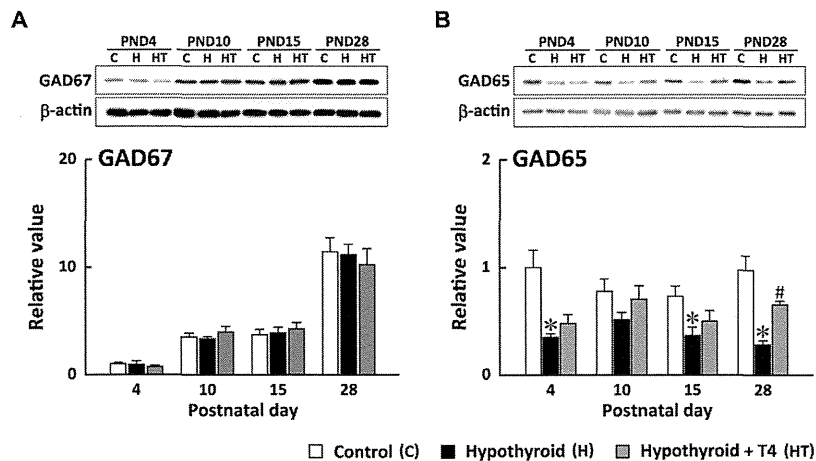 A
PND4 PND10 PND15 PND28
C H HT C H HT C H HT C H HT
GAD67
β-actin
GAD67
20
10
0
Relative value
4 10 15 28
Postnatal day
B
PND4 PND10 PND15 PND28
C H HT C H HT C H HT C H HT
GAD65
β-actin
GAD65
2
1
0
Relative value
* * * #
4 10 15 28
Postnatal day
Control (C) Hypothyroid (H) Hypothyroid + T4 (HT)